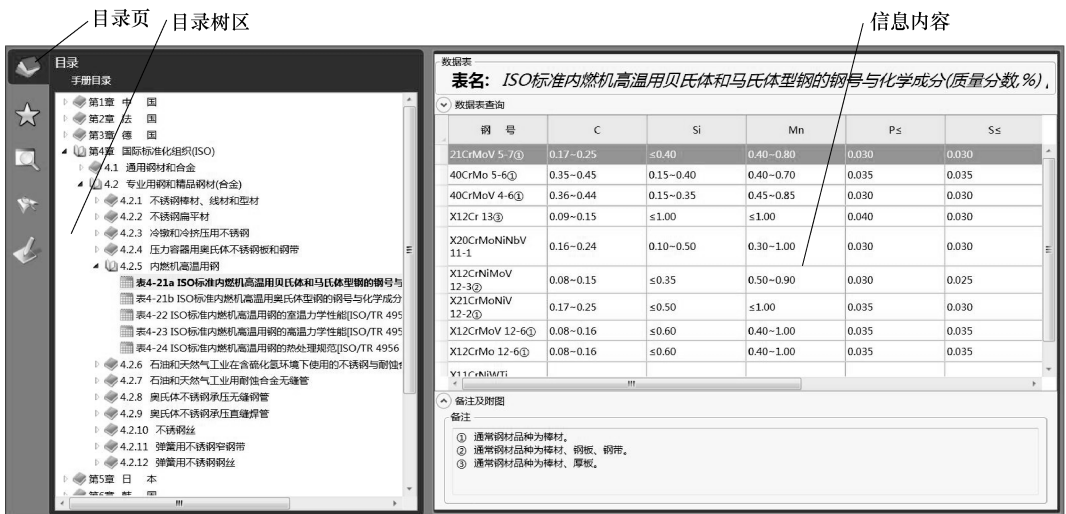 目录页
目录树区
信息内容
目录
手册目录
第1章 中 国
第2章 法 国
第3章 德 国
第4章 国际标准化组织(ISO)
4.1 通用钢材和合金
4.2 专业用钢和精品钢材(合金)
4.2.1 不锈钢棒材、线材和型材
4.2.2 不锈钢扁平材
4.2.3 冷镦和冷挤压用不锈钢
4.2.4 压力容器用奥氏体不锈钢板和钢带
4.2.5 内燃机高温用钢
表4-21a ISO标准内燃机高温用贝氏体和马氏体型钢的钢号与
表4-21b ISO标准内燃机高温用奥氏体型钢的钢号与化学成分
表4-22 ISO标准内燃机高温用钢的室温力学性能[ISO/TR 495
表4-23 ISO标准内燃机高温用钢的高温力学性能[ISO/TR 495
表4-24 ISO标准内燃机高温用钢的热处理规范[ISO/TR 4956
4.2.6 石油和天然气工业在含硫化氢环境下使用的不锈钢与耐蚀
4.2.7 石油和天然气工业用耐蚀合金无缝管
4.2.8 奥氏体不锈钢承压无缝钢管
4.2.9 奥氏体不锈钢承压直缝焊管
4.2.10 不锈钢丝
4.2.11 弹簧用不锈钢窄钢带
4.2.12 弹簧用不锈钢钢丝
第5章 日 本
第6章 韩 国
数据表
表名: ISO标准内燃机高温用贝氏体和马氏体型钢的钢号与化学成分(质量分数,%)
数据表查询
钢 号 C Si Mn P≤ S≤
21CrMoV 5-7① 0.17~0.25 ≤0.40 0.40~0.80 0.030 0.030
40CrMo 5-6① 0.35~0.45 0.15~0.40 0.40~0.70 0.035 0.035
40CrMoV 4-6① 0.36~0.44 0.15~0.35 0.45~0.85 0.030 0.030
X12Cr 13③ 0.09~0.15 ≤1.00 ≤1.00 0.040 0.030
X20CrMoNiNbV
11-1 0.16~0.24 0.10~0.50 0.30~1.00 0.030 0.030
X12CrNiMoV
12-3② 0.08~0.15 ≤0.35 0.50~0.90 0.030 0.025
X21CrMoNiV
12-2① 0.17~0.25 ≤0.50 ≤1.00 0.035 0.030
X12CrMoV 12-6① 0.08~0.16 ≤0.60 0.40~1.00 0.035 0.035
X12CrMo 12-6① 0.08~0.16 ≤0.60 0.40~1.00 0.035 0.035
X11CrNiWTi
备注及附图
备注
① 通常钢材品种为棒材。
② 通常钢材品种为棒材、钢板、钢带。
③ 通常钢材品种为棒材、厚板。